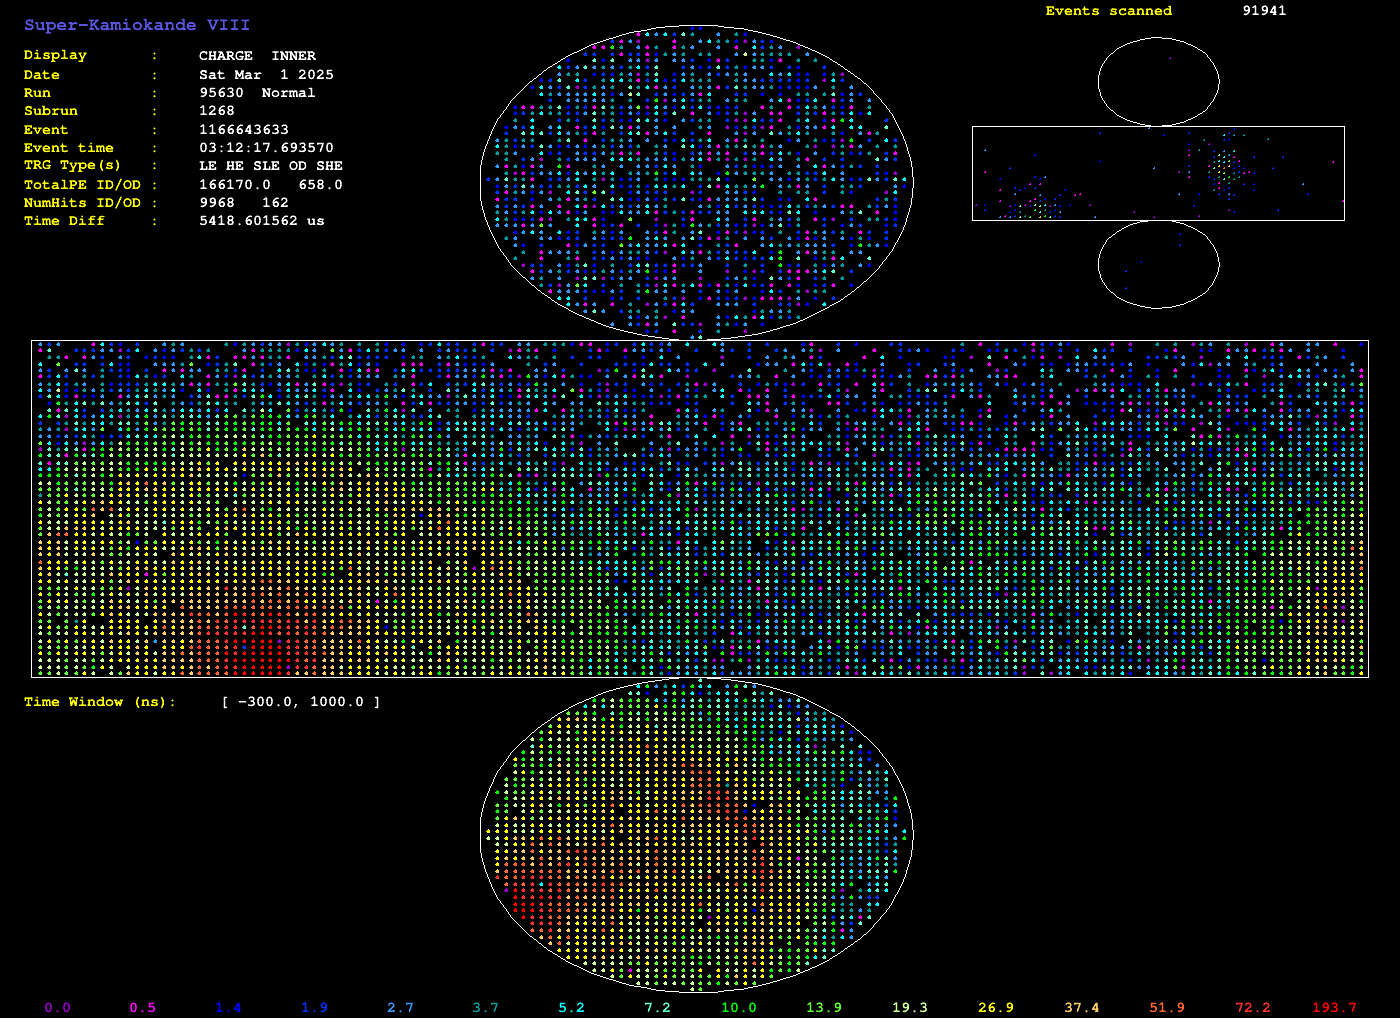 Super-Kamiokande VIII
Display : CHARGE INNER
Date : Sat Mar 1 2025
Run : 95630 Normal
Subrun : 1268
Event : 1166643633
Event time : 03:12:17.693570
TRG Type(s) : LE HE SLE OD SHE
TotalPE ID/OD : 166170.0 658.0
NumHits ID/OD : 9968 162
Time Diff : 5418.601562 us
Events scanned 91941
Time Window (ns): [ -300.0, 1000.0 ]
0.0 0.5 1.4 1.9 2.7 3.7 5.2 7.2 10.0 13.9 19.3 26.9 37.4 51.9 72.2 193.7